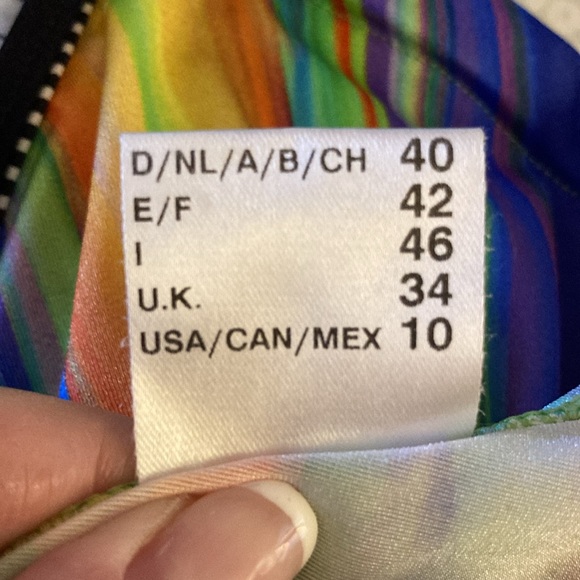 D/NL/A/B/CH 40
E/F 42
I 46
U.K. 34
USA/CAN/MEX 10